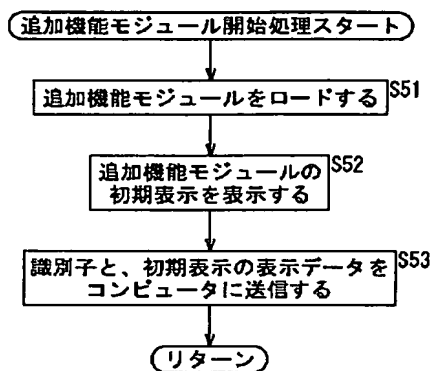 追加機能モジュール開始処理スタート
追加機能モジュールをロードする
S51
追加機能モジュールの
初期表示を表示する
S52
識別子と、初期表示の表示データを
コンピュータに送信する
S53
リターン